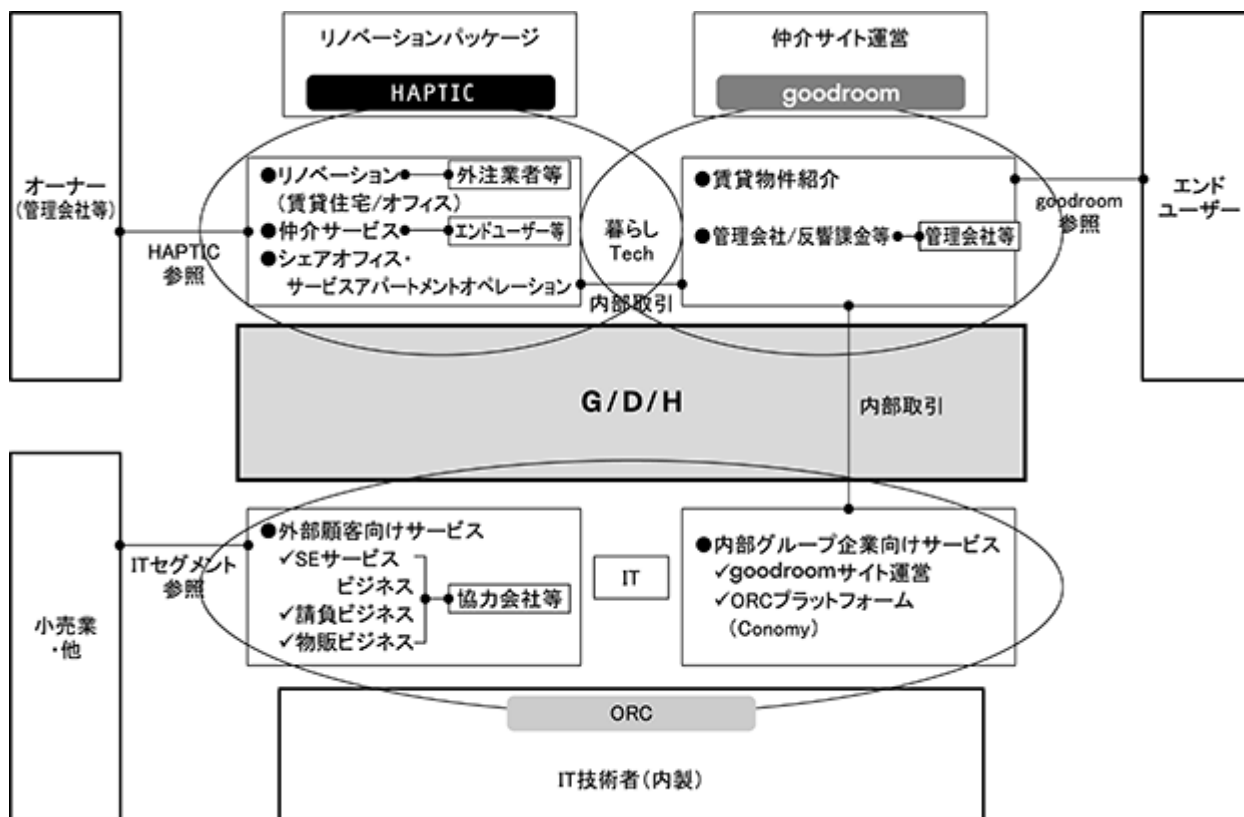 リノベーションパッケージ
HAPTIC
仲介サイト運営
goodroom
オーナー
(管理会社等)
HAPTIC
参照
●リノベーション
外注業者等
(賃貸住宅/オフィス)
●仲介サービス
エンドユーザー等
●シェアオフィス・
サービスアパートメントオペレーション
暮らし
Tech
内部取引
●賃貸物件紹介
●管理会社/反響課金等
管理会社等
goodroom
参照
エンド
ユーザー
G/D/H
内部取引
小売業
・他
ITセグメント
参照
●外部顧客向けサービス
✓SEサービス
ビジネス
✓請負ビジネス
✓物販ビジネス
協力会社等
IT
●内部グループ企業向けサービス
✓goodroomサイト運営
✓ORCプラットフォーム
(Conomy)
ORC
IT技術者(内製)